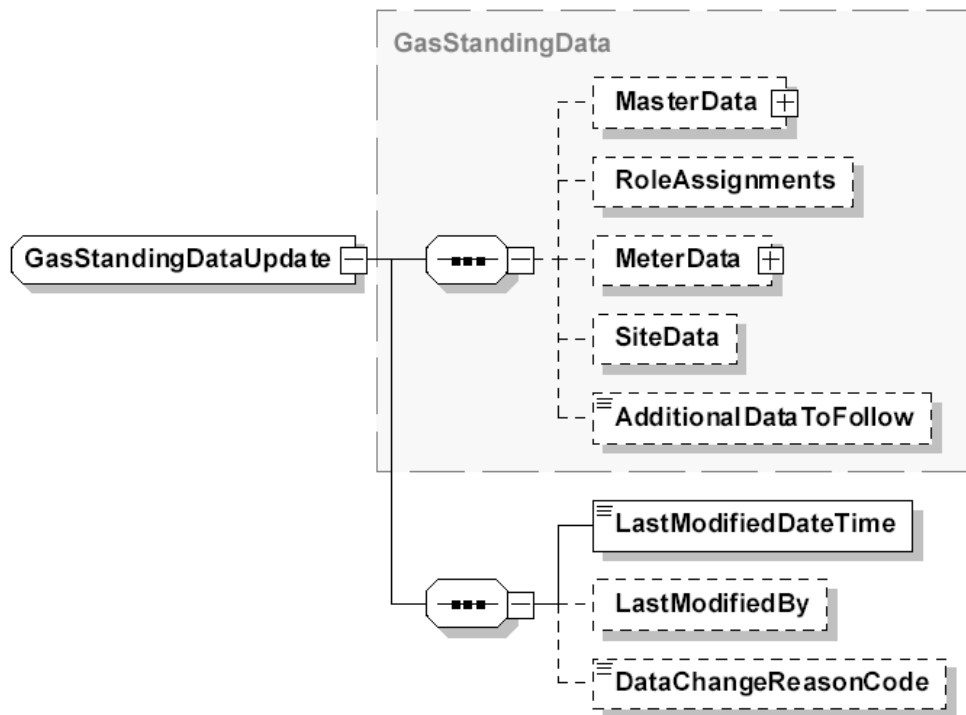 GasStandingData
MasterData
RoleAssignments
GasStandingDataUpdate
MeterData
SiteData
AdditionalDataToFollow
LastModifiedDateTime
LastModifiedBy
DataChangeReasonCode